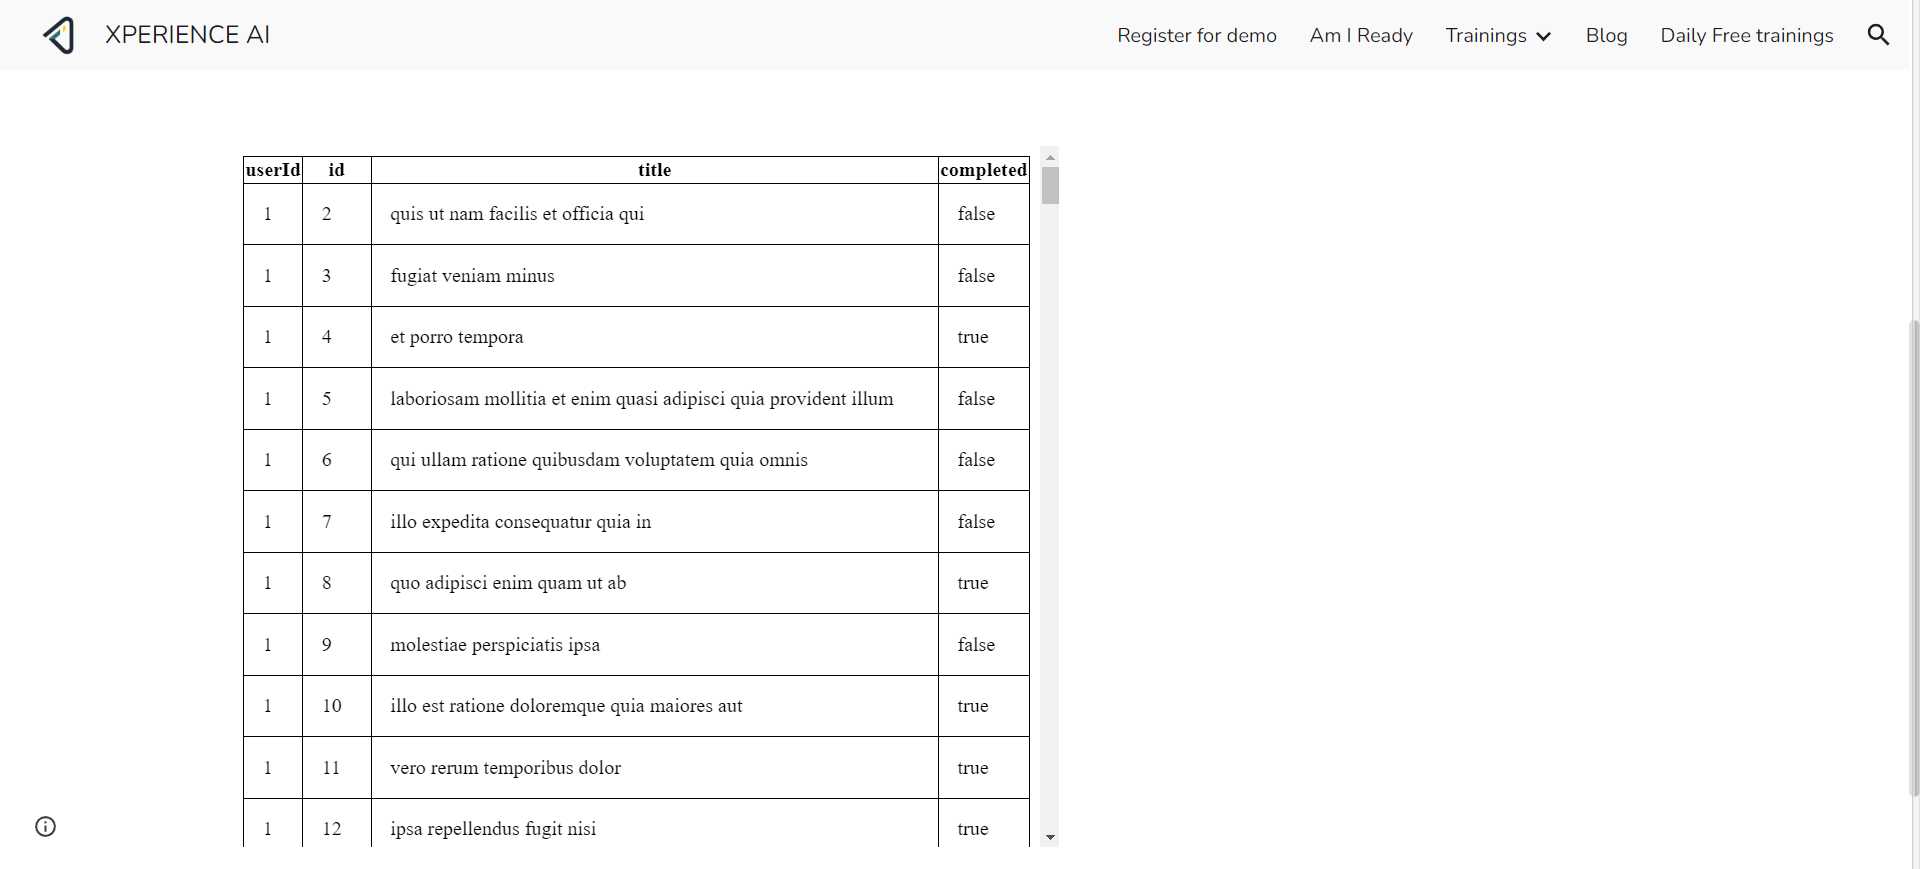 XPERIENCE AI Register for demo Am I Ready Trainings Blog Daily Free trainings
userId id title completed
1 2 quis ut nam facilis et officia qui false
1 3 fugiat veniam minus false
1 4 et porro tempora true
1 5 laboriosam mollitia et enim quasi adipisci quia provident illum false
1 6 qui ullam ratione quibusdam voluptatem quia omnis false
1 7 illo expedita consequatur quia in false
1 8 quo adipisci enim quam ut ab true
1 9 molestiae perspiciatis ipsa false
1 10 illo est ratione doloremque quia maiores aut true
1 11 vero rerum temporibus dolor true
1 12 ipsa repellendus fugit nisi true